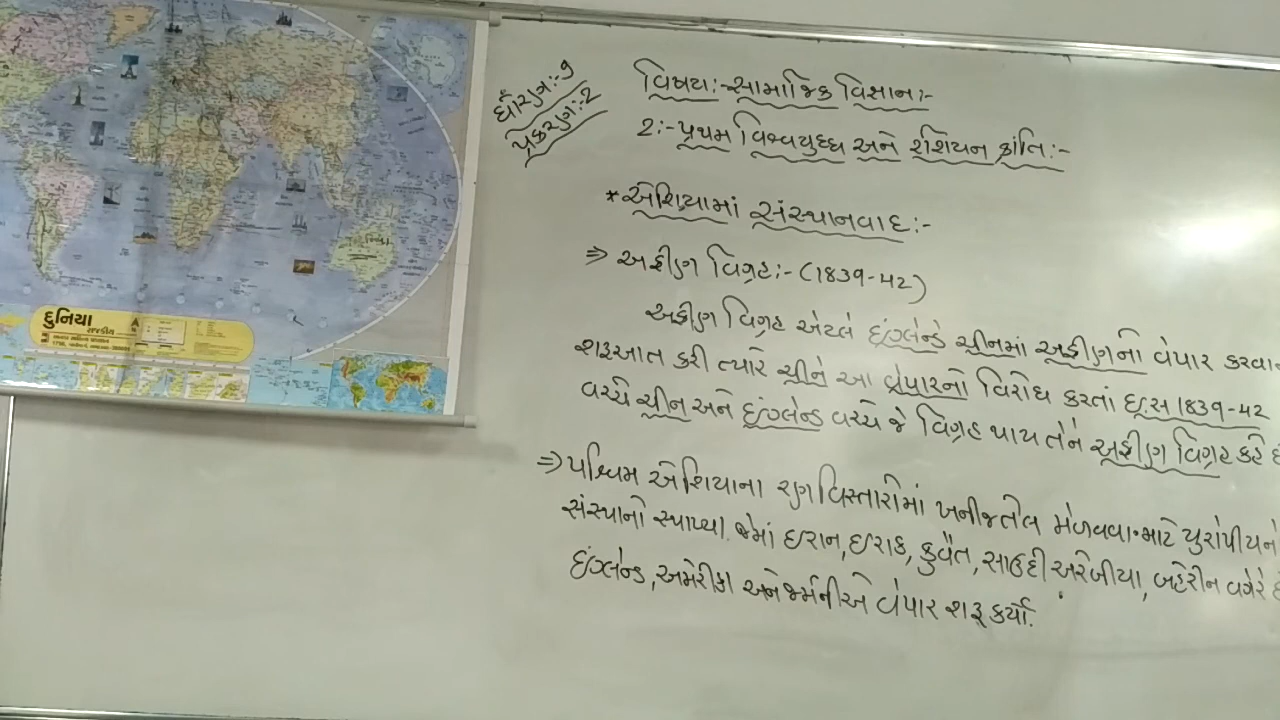 દુનિયા
રાજકીય
ધોરણ:-9
પ્રકરણ:-2
વિષય:-સામાજિક વિજ્ઞાન:-
2:-પ્રથમ વિશ્વયુધ્ધ અને રશિયન ક્રાંતિ:-
*એશિયામાં સંસ્થાનવાદ:-
⇒ અફીણ વિગ્રહ:-(1839-42)
અફીણ વિગ્રહ એટલે ઇંગ્લેન્ડે ચીનમાં અફીણનો વેપાર કરવાન
શરૂઆત કરી ત્યારે ચીને આ વેપારનો વિરોધ કરતાં ઇ.સ 1839-42
વચ્ચે ચીન અને ઇંગ્લેન્ડ વચ્ચે જે વિગ્રહ થાય તેને અફીણ વિગ્રહ કહે છ
⇒ પશ્ચિમ એશિયાના રણવિસ્તારોમાં ખનીજતેલ મેળવવા માટે યુરોપીયનો
સંસ્થાનો સ્થાપ્યા. જેમાં ઇરાન, ઇરાક, કુવૈત, સાઉદી અરેબીયા, બહેરીન વગેરે
ઇંગ્લેન્ડ, અમેરીકા અને જર્મનીએ વેપાર શરૂ કર્યો.